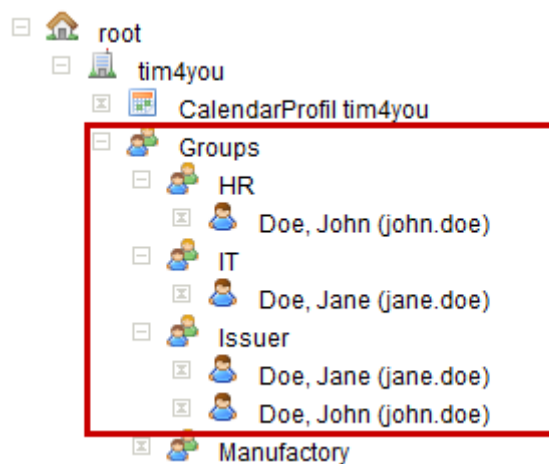 root
tim4you
CalendarProfil tim4you
Groups
HR
Doe, John (john.doe)
IT
Doe, Jane (jane.doe)
Issuer
Doe, Jane (jane.doe)
Doe, John (john.doe)
Manufactory